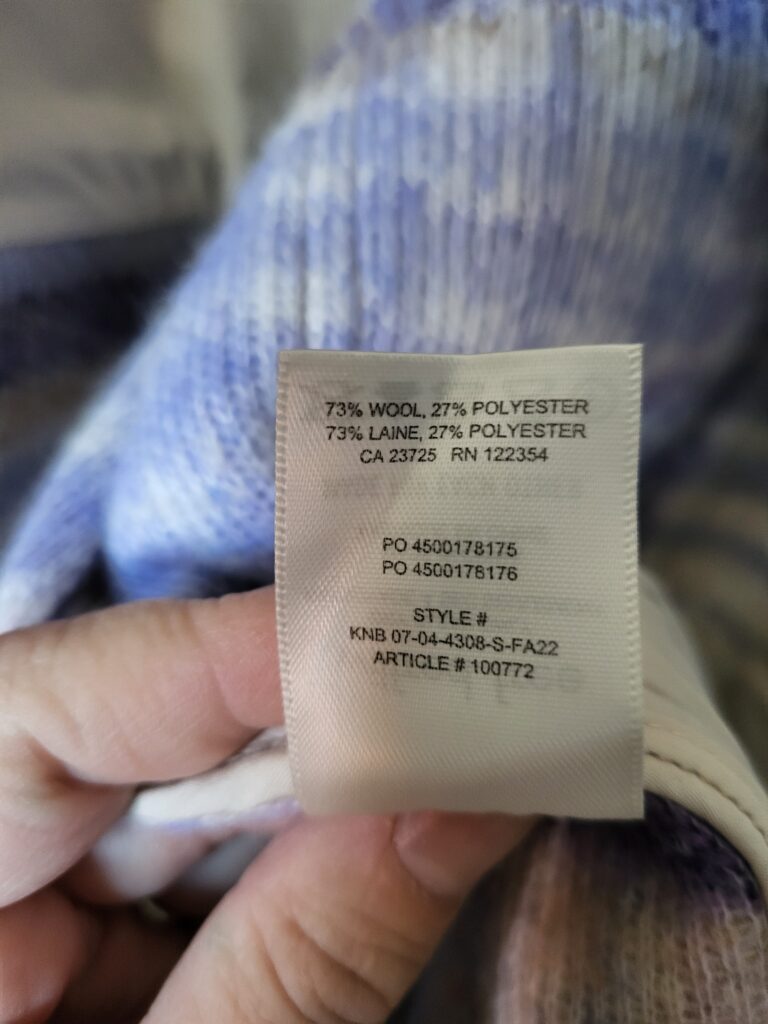 73% WOOL, 27% POLYESTER
73% LAINE, 27% POLYESTER
CA 23725 RN 122354
PO 4500178175
PO 4500178176
STYLE #
KNB 07-04-4308-S-FA22
ARTICLE # 100772